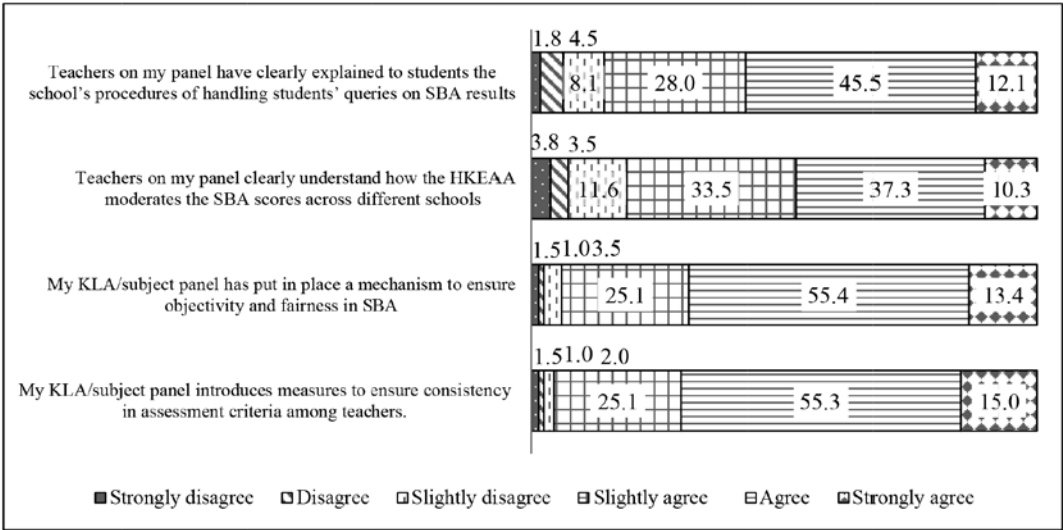 1.8 4.5
Teachers on my panel have clearly explained to students the
school's procedures of handling students' queries on SBA results
8.1 28.0 45.5 12.1
3.8 3.5
Teachers on my panel clearly understand how the HKEAA
moderates the SBA scores across different schools
11.6 33.5 37.3 10.3
1.5 1.0 3.5
My KLA/subject panel has put in place a mechanism to ensure
objectivity and fairness in SBA
25.1 55.4 13.4
1.5 1.0 2.0
My KLA/subject panel introduces measures to ensure consistency
in assessment criteria among teachers.
25.1 55.3 15.0
Strongly disagree Disagree Slightly disagree Slightly agree Agree Strongly agree